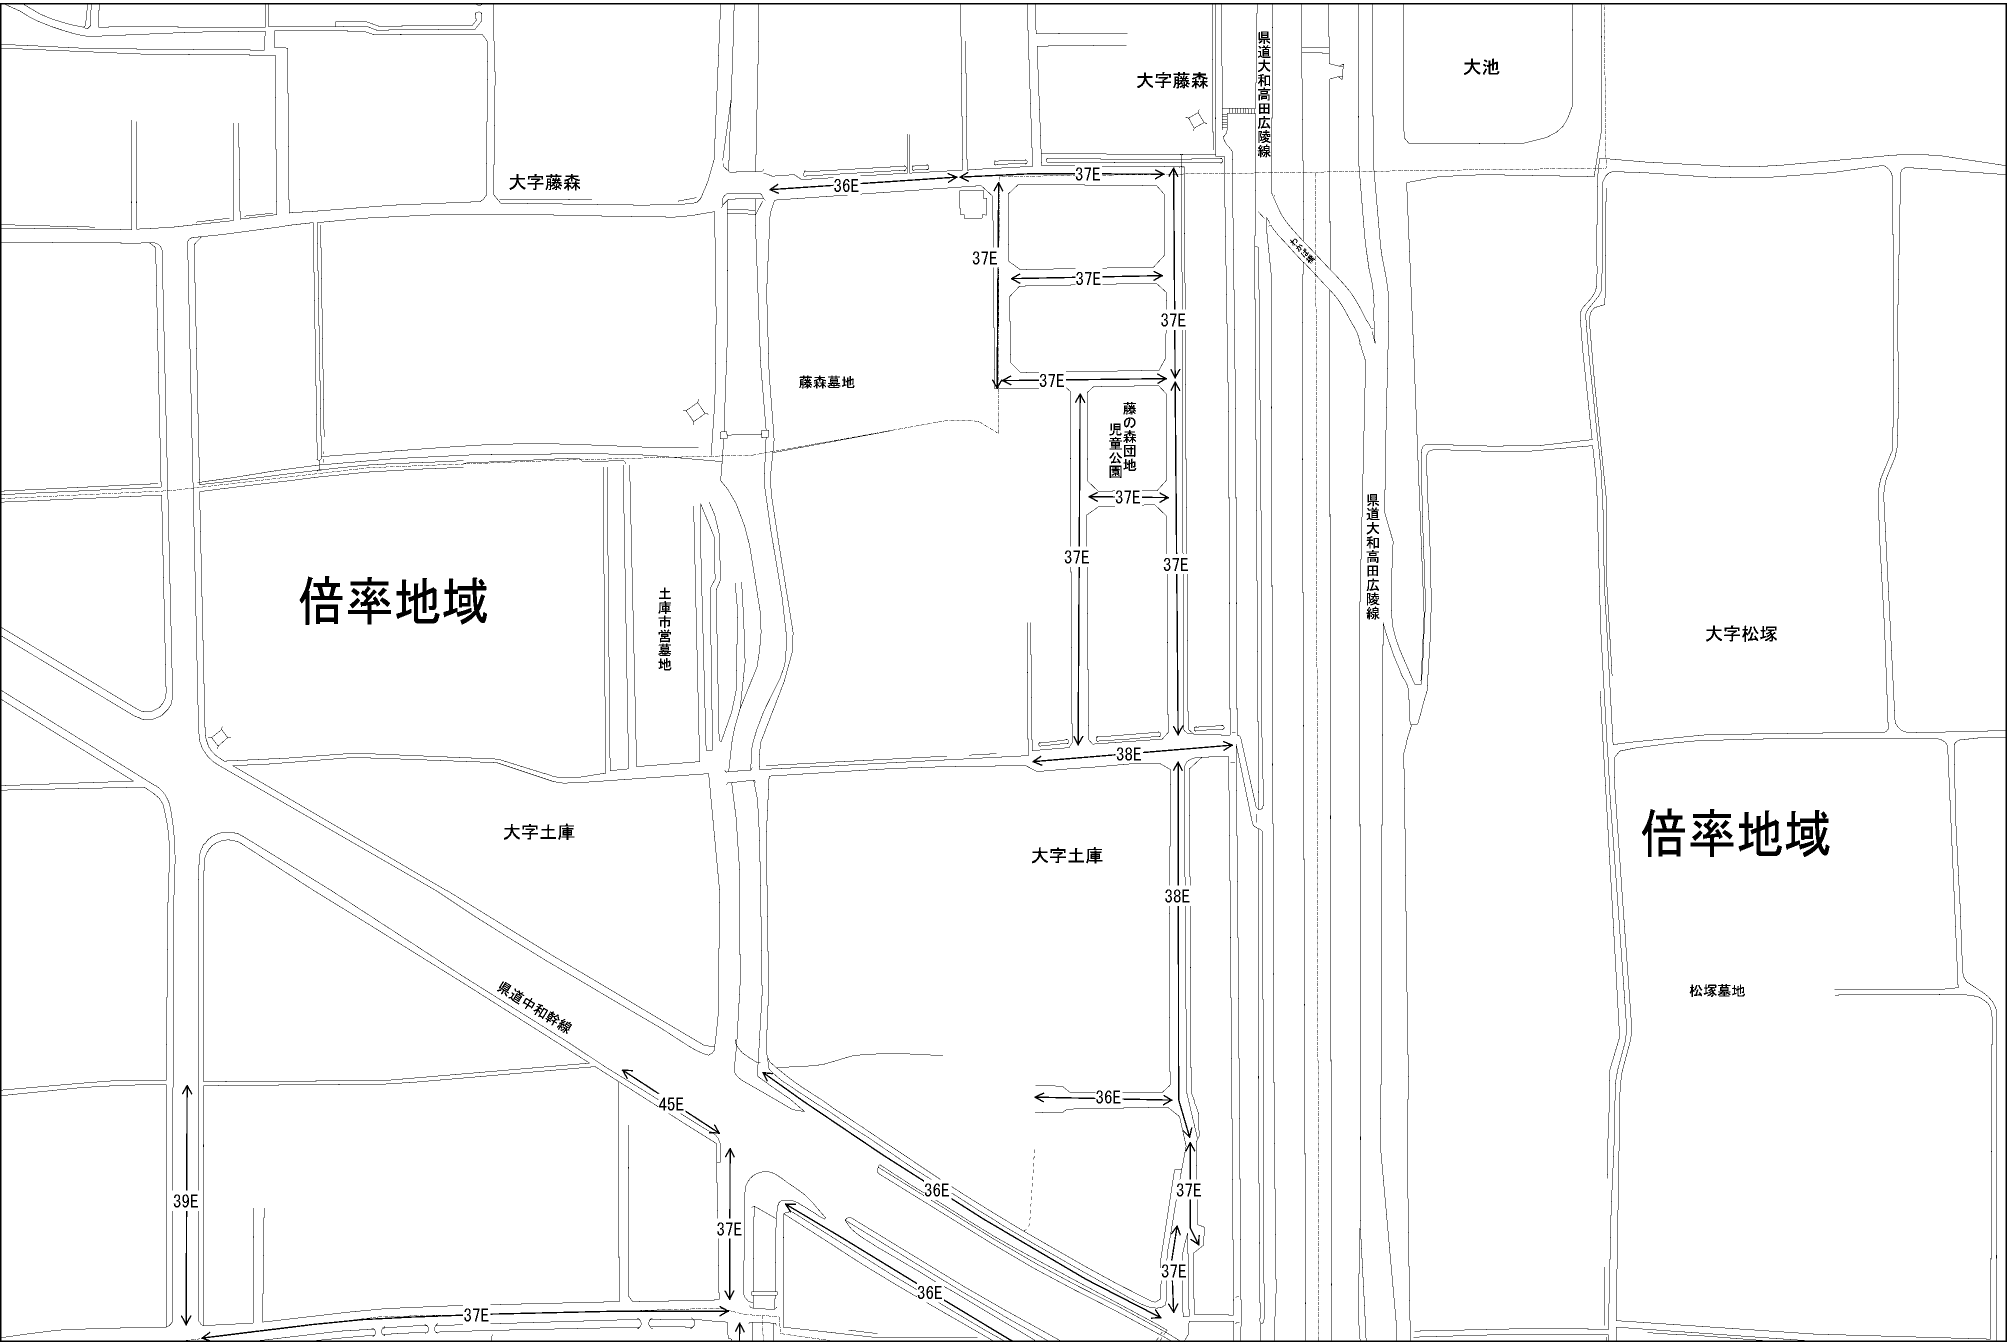 県道大和高田広陵線
大池
大字藤森
大字藤森
36E
37E
37E
37E
37E
37E
藤森墓地
藤の森団地
児童公園
37E
37E
37E
県道大和高田広陵線
倍率地域
土庫市営墓地
大字松塚
38E
大字土庫
大字土庫
倍率地域
38E
県道中和幹線
松塚墓地
45E
36E
39E
36E
37E
37E
37E
36E
37E